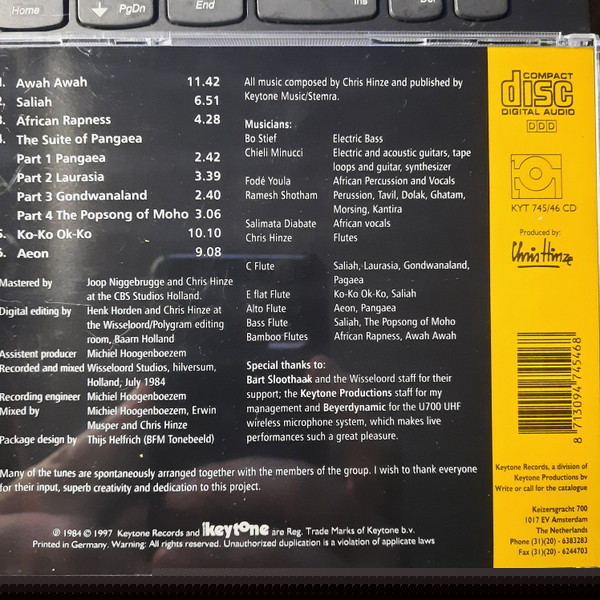 Home
PgDn
End
Ins
Del
1. Awah Awah 11.42
2. Saliah 6.51
3. African Rapness 4.28
4. The Suite of Pangaea
Part 1 Pangaea 2.42
Part 2 Laurasia 3.39
Part 3 Gondwanaland 2.40
Part 4 The Popsong of Moho 3.06
5. Ko-Ko Ok-Ko 10.10
6. Aeon 9.08
Mastered by Joop Niggebrugge and Chris Hinze
at the CBS Studios Holland.
Digital editing by Henk Horden and Chris Hinze at
the Wisseloord/Polygram editing
room, Baarn Holland
Assistent producer Michiel Hoogenboezem
Recorded and mixed Wisseloord Studios, hilversum,
Holland, July 1984
Recording engineer Michiel Hoogenboezem
Mixed by Michiel Hoogenboezem, Erwin
Musper and Chris Hinze
Package design by Thijs Helfrich (BFM Tonebeeld)
All music composed by Chris Hinze and published by
Keytone Music/Stemra.
Musicians:
Bo Stief Electric Bass
Chieli Minucci Electric and acoustic guitars, tape
loops and guitar, synthesizer
Fodé Youla African Percussion and Vocals
Ramesh Shotham Perussion, Tavil, Dolak, Ghatam,
Morsing, Kantira
Salimata Diabate African vocals
Chris Hinze Flutes
C Flute Saliah, Laurasia, Gondwanaland,
Pagaea
E flat Flute Ko-Ko Ok-Ko, Saliah
Alto Flute Aeon, Pangaea
Bass Flute Saliah, The Popsong of Moho
Bamboo Flutes African Rapness, Awah Awah
Special thanks to:
Bart Sloothaak and the Wisseloord staff for their
support; the Keytone Productions staff for my
management and Beyerdynamic for the U700 UHF
wireless microphone system, which makes live
performances such a great pleasure.
Many of the tunes are spontaneously arranged together with the members of the group. I wish to thank everyone
for their input, superb creativity and dedication to this project.
℗ 1984 © 1997 Keytone Records and keytone are Reg. Trade Marks of Keytone b.v.
Printed in Germany. Warning: All rights reserved. Unauthorized duplication is a violation of applicate laws
COMPACT
disc
DIGITAL AUDIO
DDD
KYT 745/46 CD
Produced by:
Chris Hinze
8 713094 745468
Keytone Records, a division of
Keytone Productions bv
Write or call for the catalogue
Keizersgracht 700
1017 EV Amsterdam
The Netherlands
Phone (31)(20) - 6383283
Fax (31)(20) - 6244703